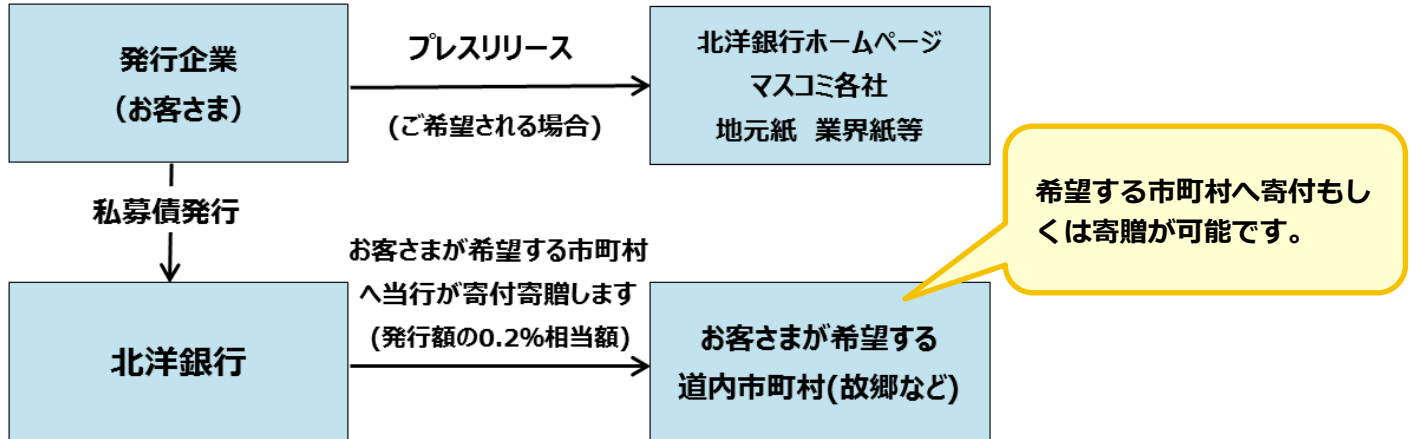 発行企業
（お客さま）
プレスリリース
(ご希望される場合)
北洋銀行ホームページ
マスコミ各社
地元紙 業界紙等
希望する市町村へ寄付もし
くは寄贈が可能です。
私募債発行
お客さまが希望する市町村
へ当行が寄付寄贈します
(発行額の0.2%相当額)
北洋銀行
お客さまが希望する
道内市町村(故郷など)